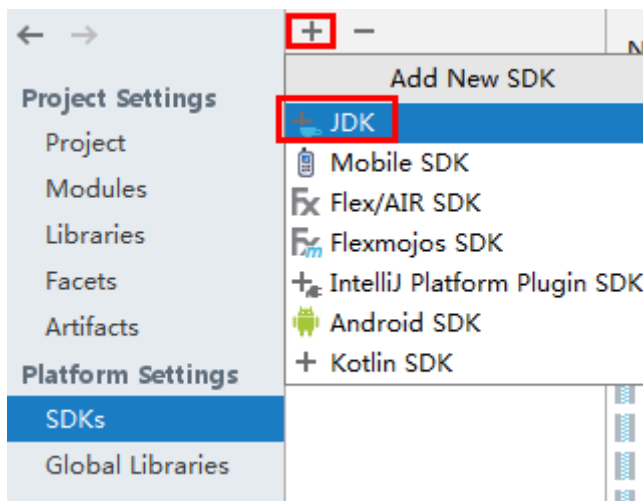 Add New SDK
Project Settings
JDK
Project
Mobile SDK
Modules
Flex/AIR SDK
Libraries
Flexmojos SDK
Facets
IntelliJ Platform Plugin SDK
Artifacts
Android SDK
Platform Settings
Kotlin SDK
SDKs
Global Libraries